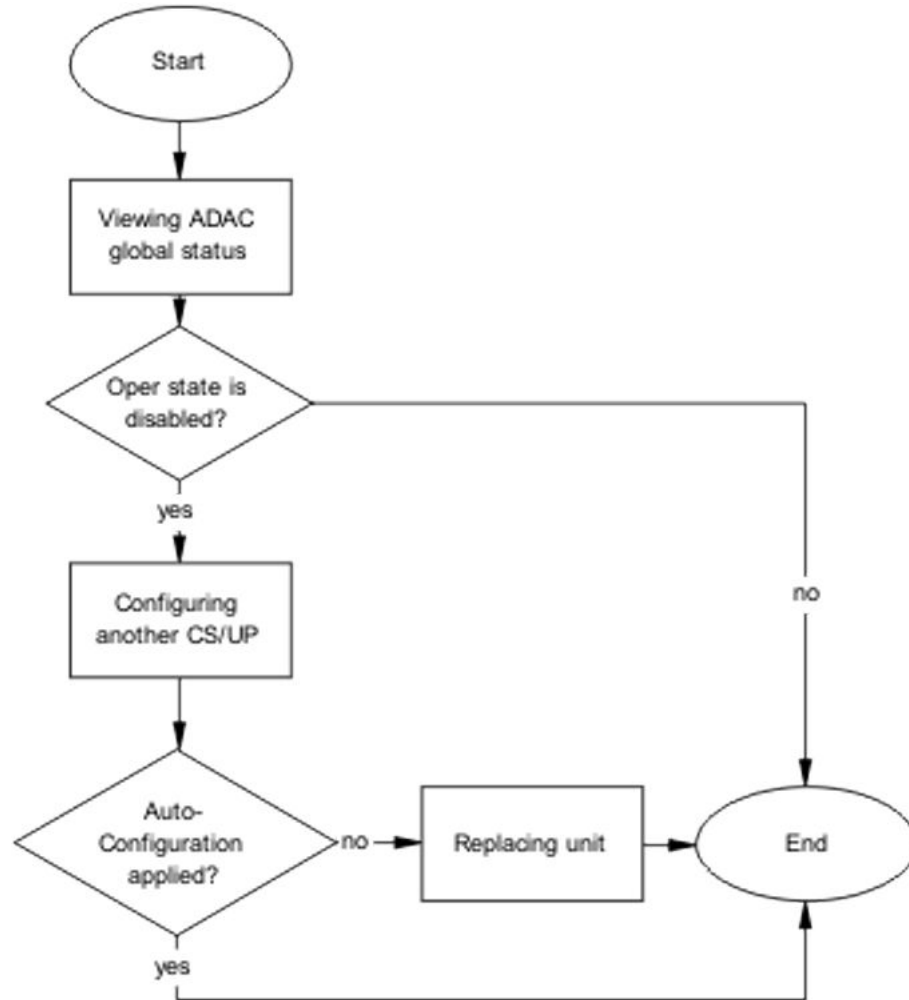 Start
Viewing ADAC
global status
Oper state is
disabled?
yes
no
Configuring
another CS/UP
Auto-
Configuration
applied?
no
Replacing unit
End
yes